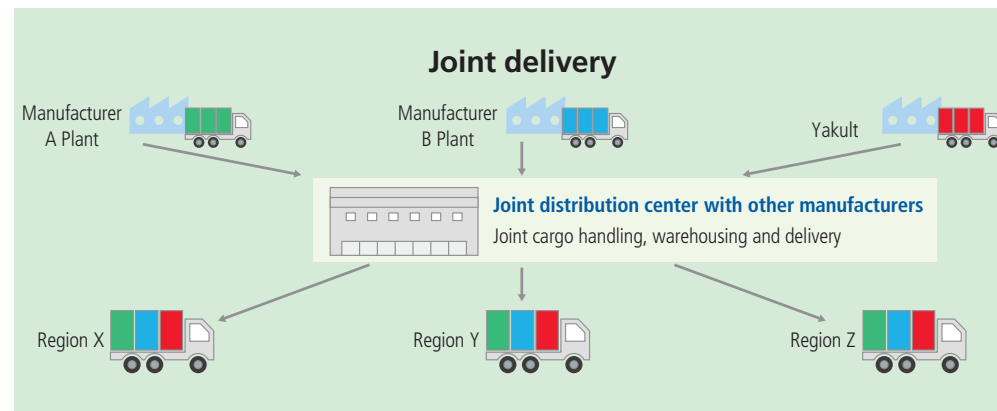 Joint delivery
Manufacturer
A Plant
Manufacturer
B Plant
Yakult
Joint distribution center with other manufacturers
Joint cargo handling, warehousing and delivery
Region X
Region Y
Region Z